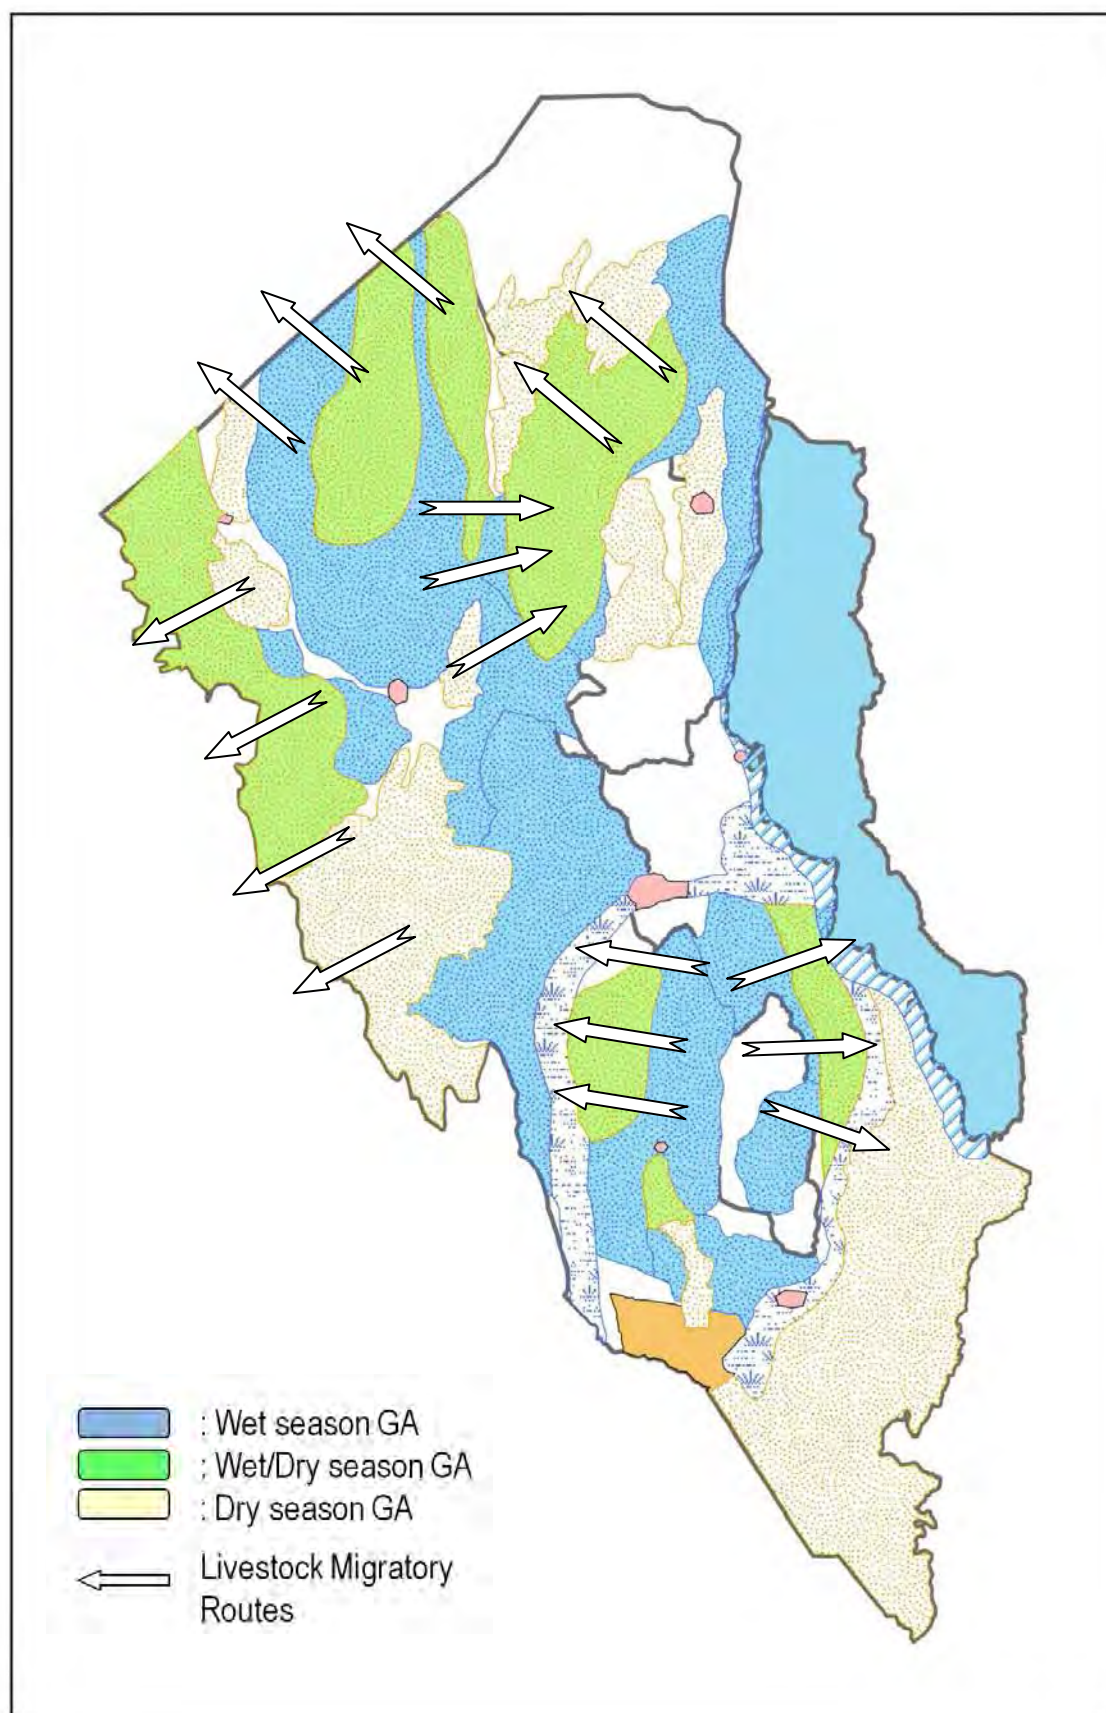 : Wet season GA
: Wet/Dry season GA
: Dry season GA
Livestock Migratory
Routes